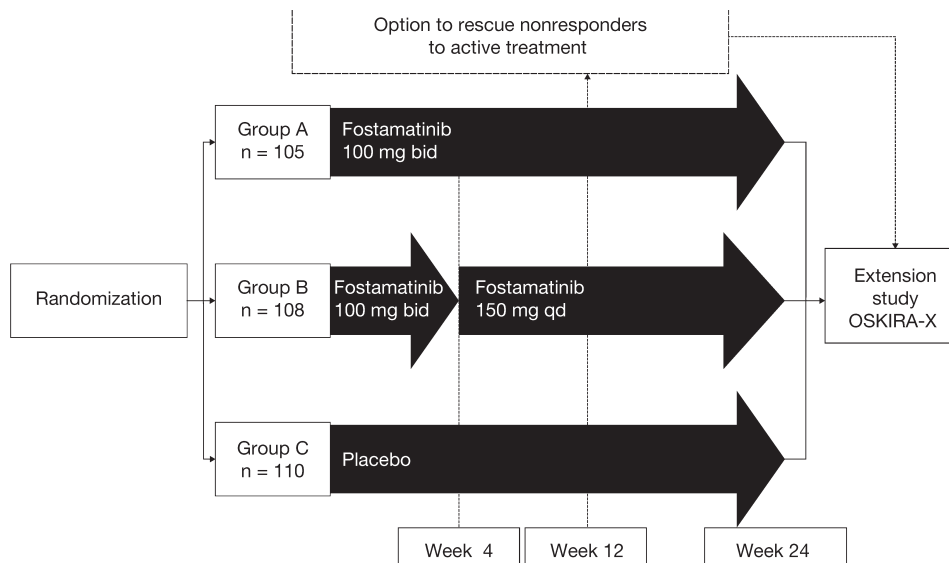 Option to rescue nonresponders
to active treatment
Group A
n = 105
Fostamatinib
100 mg bid
Randomization
Group B
n = 108
Fostamatinib
100 mg bid
Fostamatinib
150 mg qd
Extension
study
OSKIRA-X
Group C
n = 110
Placebo
Week 4
Week 12
Week 24